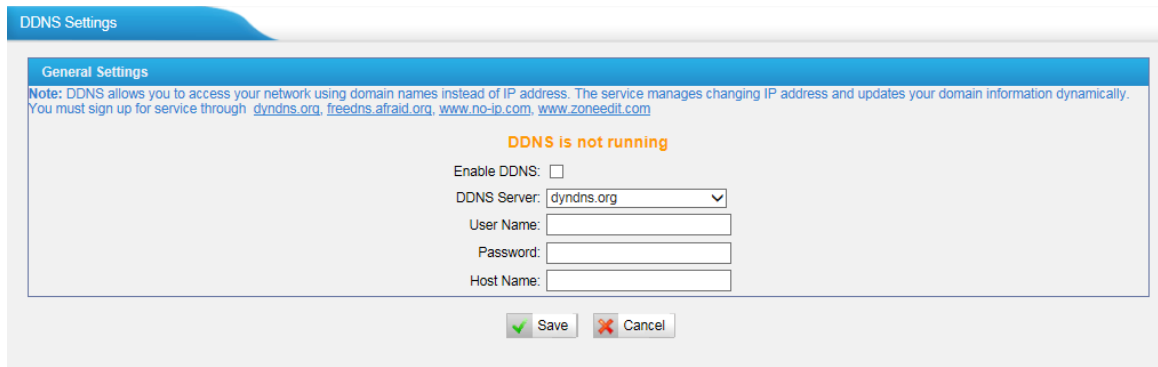 DDNS Settings
General Settings
Note: DDNS allows you to access your network using domain names instead of IP address. The service manages changing IP address and updates your domain information dynamically.
You must sign up for service through dyndns.org, freedns.afraid.org, www.no-ip.com, www.zoneedit.com
DDNS is not running
Enable DDNS:
DDNS Server: dyndns.org
User Name:
Password:
Host Name:
Save Cancel